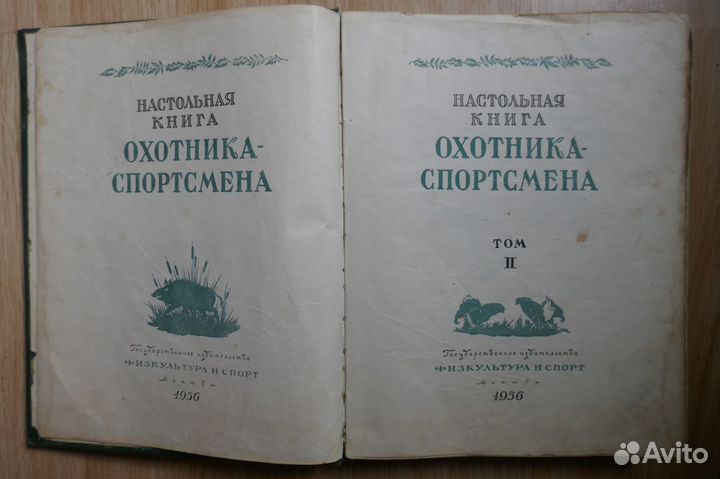 НАСТОЛЬНАЯ
КНИГА
ОХОТНИКА-
СПОРТСМЕНА
Государственное издательство
ФИЗКУЛЬТУРА И СПОРТ
Москва
1956
НАСТОЛЬНАЯ
КНИГА
ОХОТНИКА-
СПОРТСМЕНА
ТОМ
II
Государственное издательство
ФИЗКУЛЬТУРА И СПОРТ
Москва
1956
Avito